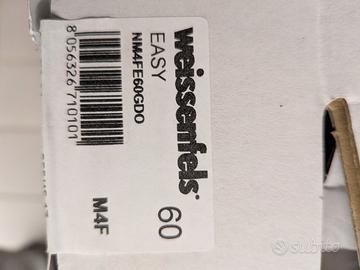 weissenfels®
60
EASY
NM4FE60GDO
8 056326 710101
M4F
subito